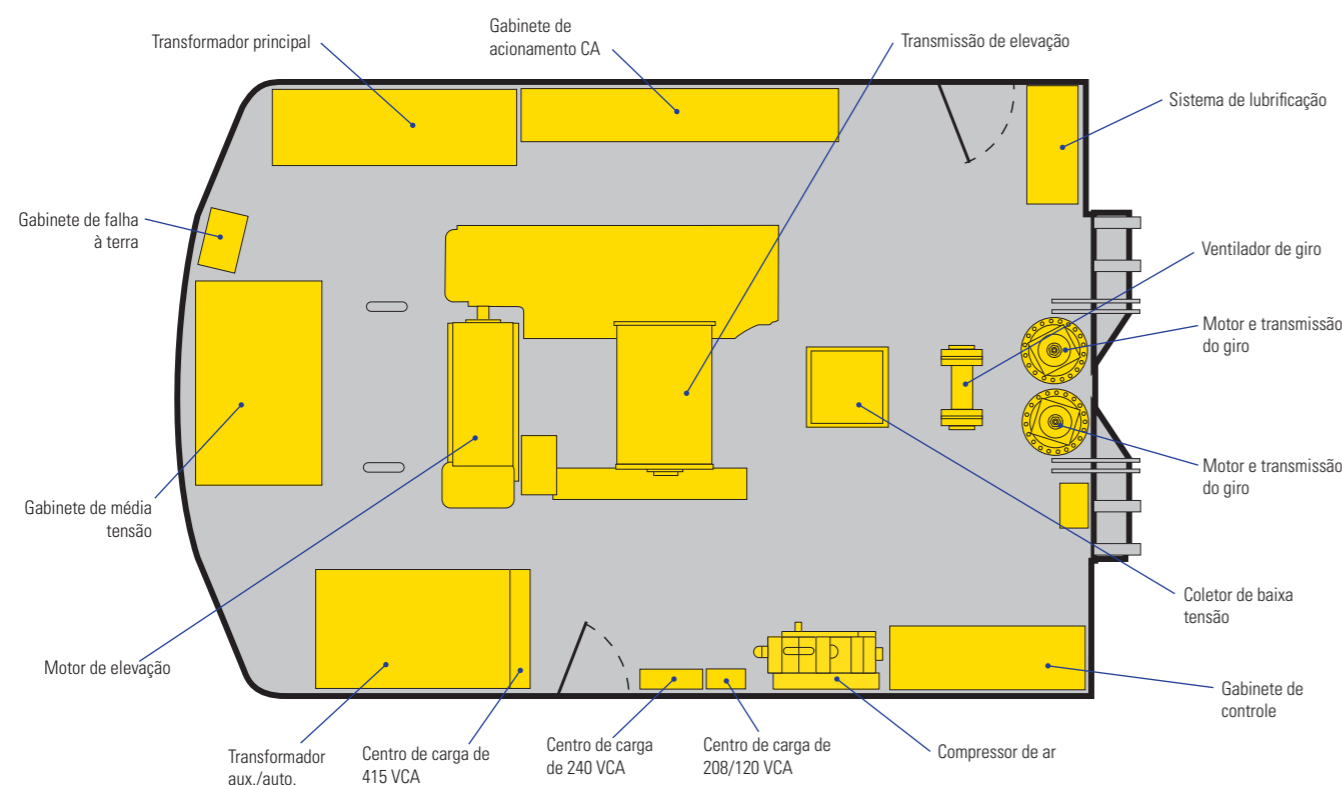 Gabinete de
acionamento CA
Transformador principal
Transmissão de elevação
Sistema de lubrificação
Gabinete de falha
à terra
Ventilador de giro
Motor e transmissão
do giro
Motor e transmissão
do giro
Gabinete de média
tensão
Coletor de baixa
tensão
Motor de elevação
Gabinete de
controle
Transformador
aux./auto.
Centro de carga de
415 VCA
Centro de carga
de 240 VCA
Centro de carga de
208/120 VCA
Compressor de ar